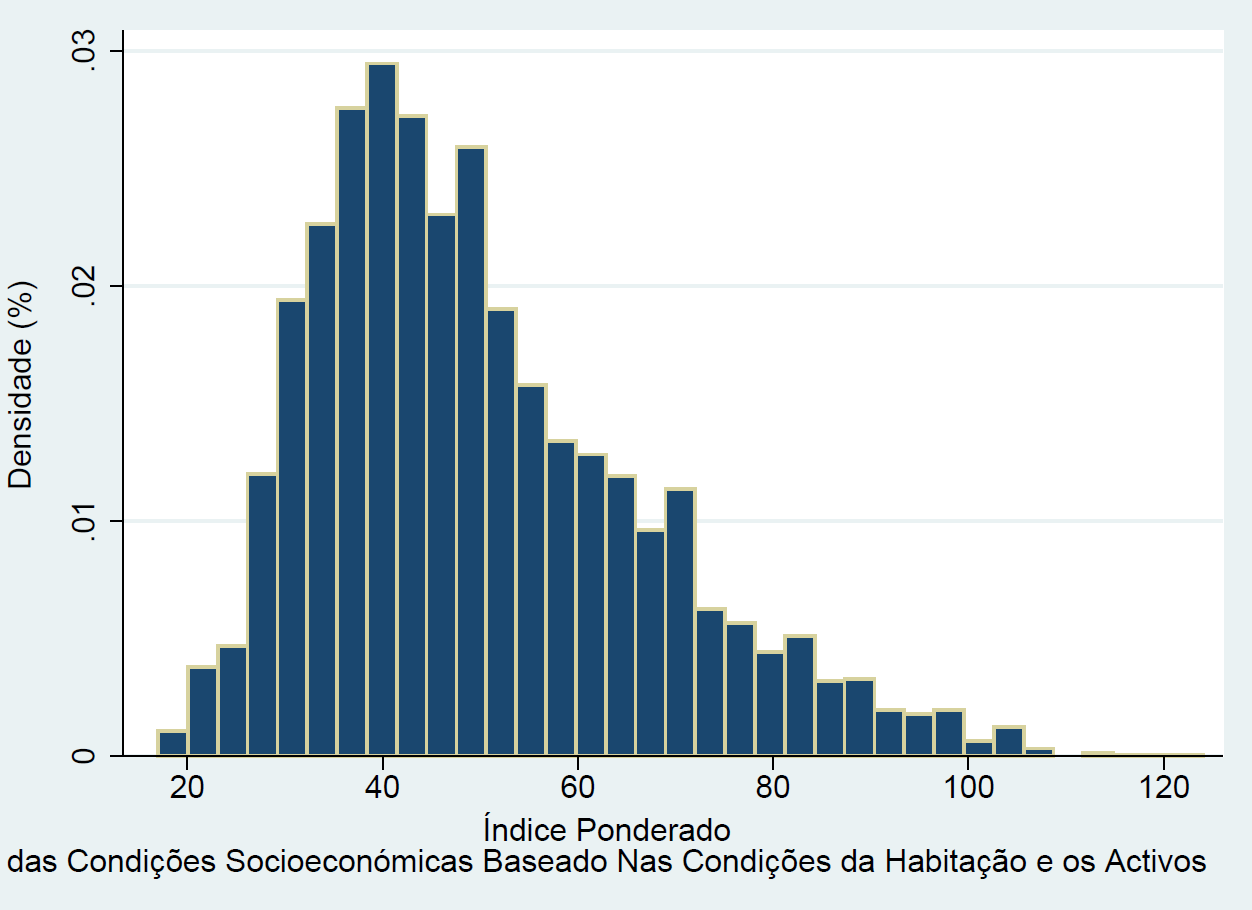 .03
.02
.01
0
Densidade (%)
20 40 60 80 100 120
Índice Ponderado
das Condições Socioeconómicas Baseado Nas Condições da Habitação e os Activos